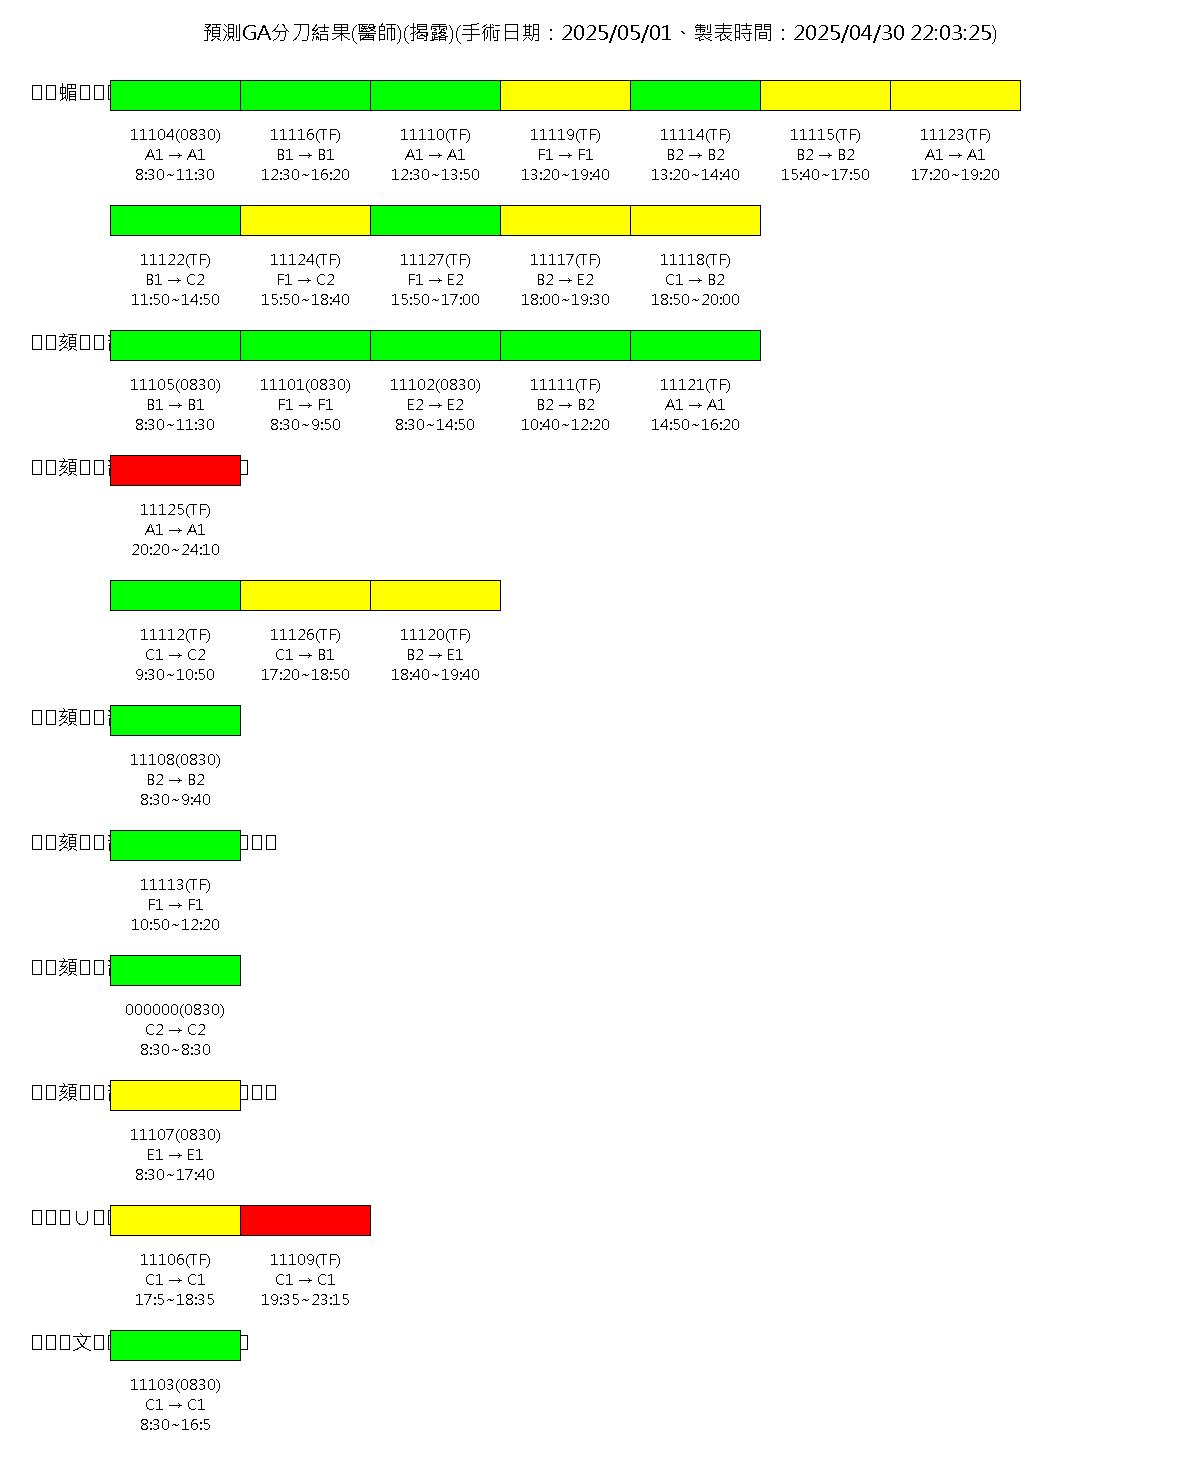 預測GA分刀結果(醫師)(揭露)(手術日期：2025/05/01、製表時間：2025/04/30 22:03:25)
媢
11104(0830) 11116(TF) 11110(TF) 11119(TF) 11114(TF) 11115(TF) 11123(TF)
A1 → A1 B1 → B1 A1 → A1 F1 → F1 B2 → B2 B2 → B2 A1 → A1
8:30~11:30 12:30~16:20 12:30~13:50 13:20~19:40 13:20~14:40 15:40~17:50 17:20~19:20
11122(TF) 11124(TF) 11127(TF) 11117(TF) 11118(TF)
B1 → C2 F1 → C2 F1 → E2 B2 → E2 C1 → B2
11:50~14:50 15:50~18:40 15:50~17:00 18:00~19:30 18:50~20:00
頦
11105(0830) 11101(0830) 11102(0830) 11111(TF) 11121(TF)
B1 → B1 F1 → F1 E2 → E2 B2 → B2 A1 → A1
8:30~11:30 8:30~9:50 8:30~14:50 10:40~12:20 14:50~16:20
頦
11125(TF)
A1 → A1
20:20~24:10
11112(TF) 11126(TF) 11120(TF)
C1 → C2 C1 → B1 B2 → E1
9:30~10:50 17:20~18:50 18:40~19:40
頦
11108(0830)
B2 → B2
8:30~9:40
頦
11113(TF)
F1 → F1
10:50~12:20
頦
000000(0830)
C2 → C2
8:30~8:30
頦
11107(0830)
E1 → E1
8:30~17:40
∪
11106(TF) 11109(TF)
C1 → C1 C1 → C1
17:5~18:35 19:35~23:15
文
11103(0830)
C1 → C1
8:30~16:5